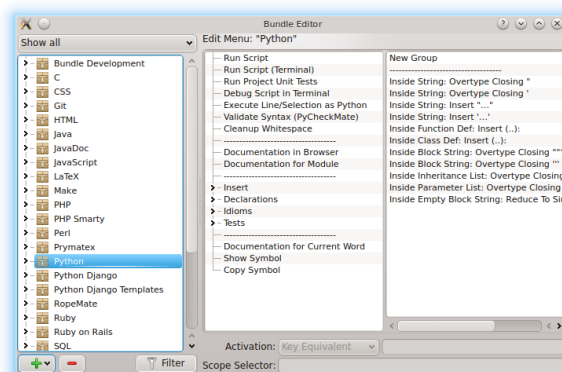 Bundle Editor
Show all
Edit Menu: "Python"
Bundle Development
C
CSS
Git
HTML
Java
JavaDoc
JavaScript
LaTeX
Make
PHP
PHP Smarty
Perl
Prymatex
Python
Python Django
Python Django Templates
RopeMate
Ruby
Ruby on Rails
SQL
Filter
Run Script
Run Script (Terminal)
Run Project Unit Tests
Debug Script in Terminal
Execute Line/Selection as Python
Validate Syntax (PyCheckMate)
Cleanup Whitespace
------------------------------------
Documentation in Browser
Documentation for Module
------------------------------------
Insert
Declarations
Idioms
Tests
------------------------------------
Documentation for Current Word
Show Symbol
Copy Symbol
New Group
------------------------------------
Inside String: Overtype Closing "
Inside String: Overtype Closing '
Inside String: Insert "…"
Inside String: Insert '…'
Inside Function Def: Insert (..):
Inside Class Def: Insert (..):
Inside Block String: Overtype Closing """
Inside Block String: Overtype Closing '''
Inside Inheritance List: Overtype Closing
Inside Parameter List: Overtype Closing
Inside Empty Block String: Reduce To
Activation:
Key Equivalent
Scope Selector: